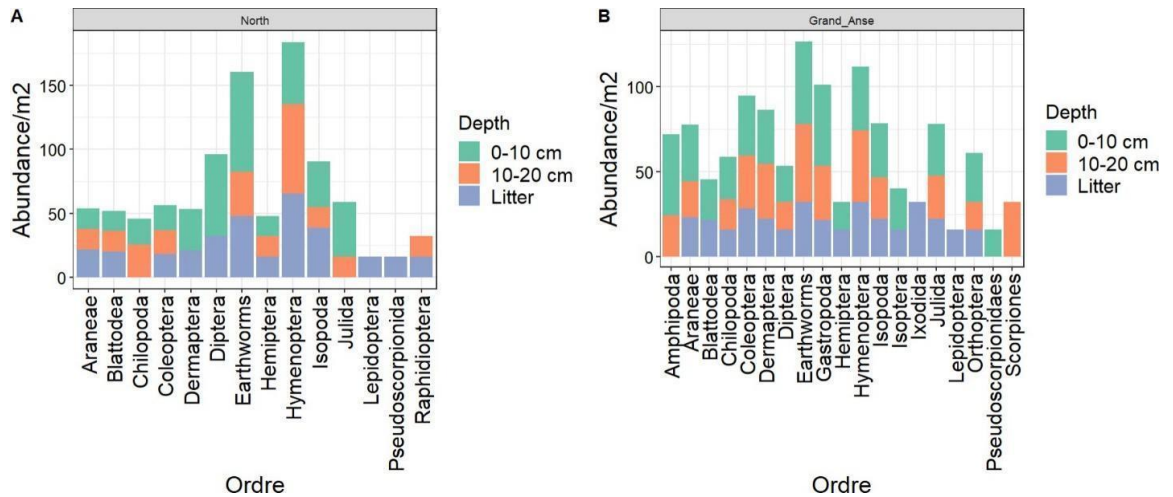 A
North
Abundance/m2
150
100
50
0
Araneae
Blattodea
Chilopoda
Coleoptera
Dermaptera
Diptera
Earthworms
Hemiptera
Hymenoptera
Isopoda
Julida
Lepidoptera
Pseudoscorpionida
Raphidioptera
Ordre
Depth
0-10 cm
10-20 cm
Litter
B
Grand_Anse
Abundance/m2
100
50
0
Amphipoda
Araneae
Blattodea
Chilopoda
Coleoptera
Dermaptera
Diptera
Earthworms
Gastropoda
Hemiptera
Hymenoptera
Isopoda
Isoptera
Ixodida
Julida
Lepidoptera
Orthoptera
Pseoscorpionidaes
Scorpiones
Ordre
Depth
0-10 cm
10-20 cm
Litter